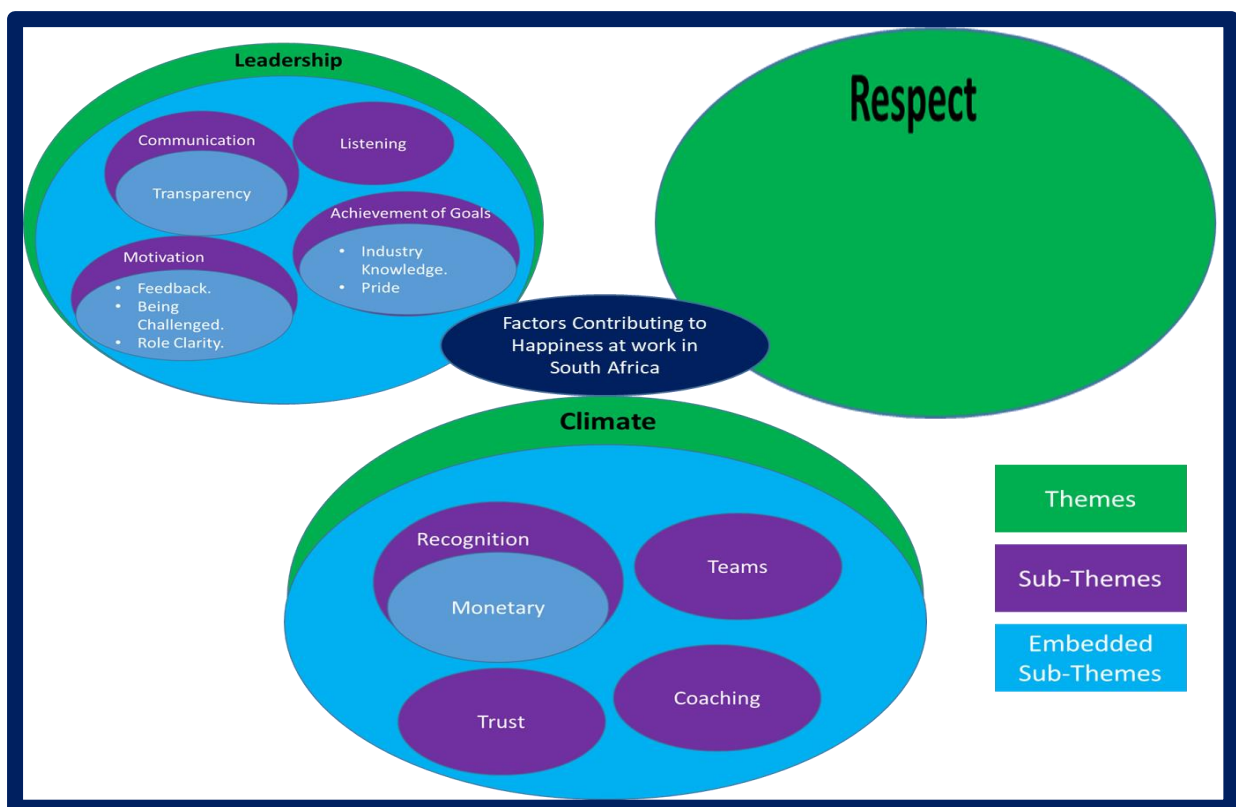 Leadership
Communication
Transparency
Listening
Achievement of Goals
• Industry
Knowledge.
• Pride
Motivation
• Feedback.
• Being
Challenged.
• Role Clarity.
Respect
Factors Contributing to
Happiness at work in
South Africa
Climate
Recognition
Monetary
Teams
Trust
Coaching
Themes
Sub-Themes
Embedded
Sub-Themes